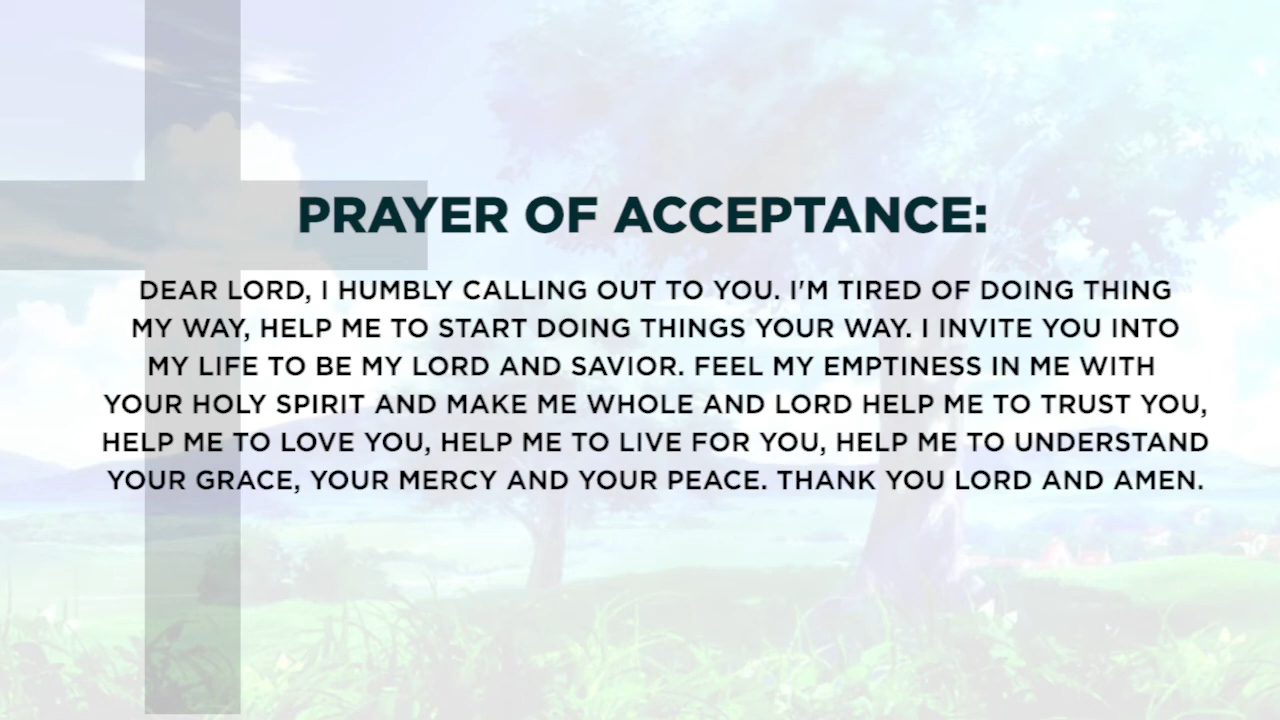 PRAYER OF ACCEPTANCE:
DEAR LORD, I HUMBLY CALLING OUT TO YOU. I'M TIRED OF DOING THING
MY WAY, HELP ME TO START DOING THINGS YOUR WAY. I INVITE YOU INTO
MY LIFE TO BE MY LORD AND SAVIOR. FEEL MY EMPTINESS IN ME WITH
YOUR HOLY SPIRIT AND MAKE ME WHOLE AND LORD HELP ME TO TRUST YOU,
HELP ME TO LOVE YOU, HELP ME TO LIVE FOR YOU, HELP ME TO UNDERSTAND
YOUR GRACE, YOUR MERCY AND YOUR PEACE. THANK YOU LORD AND AMEN.